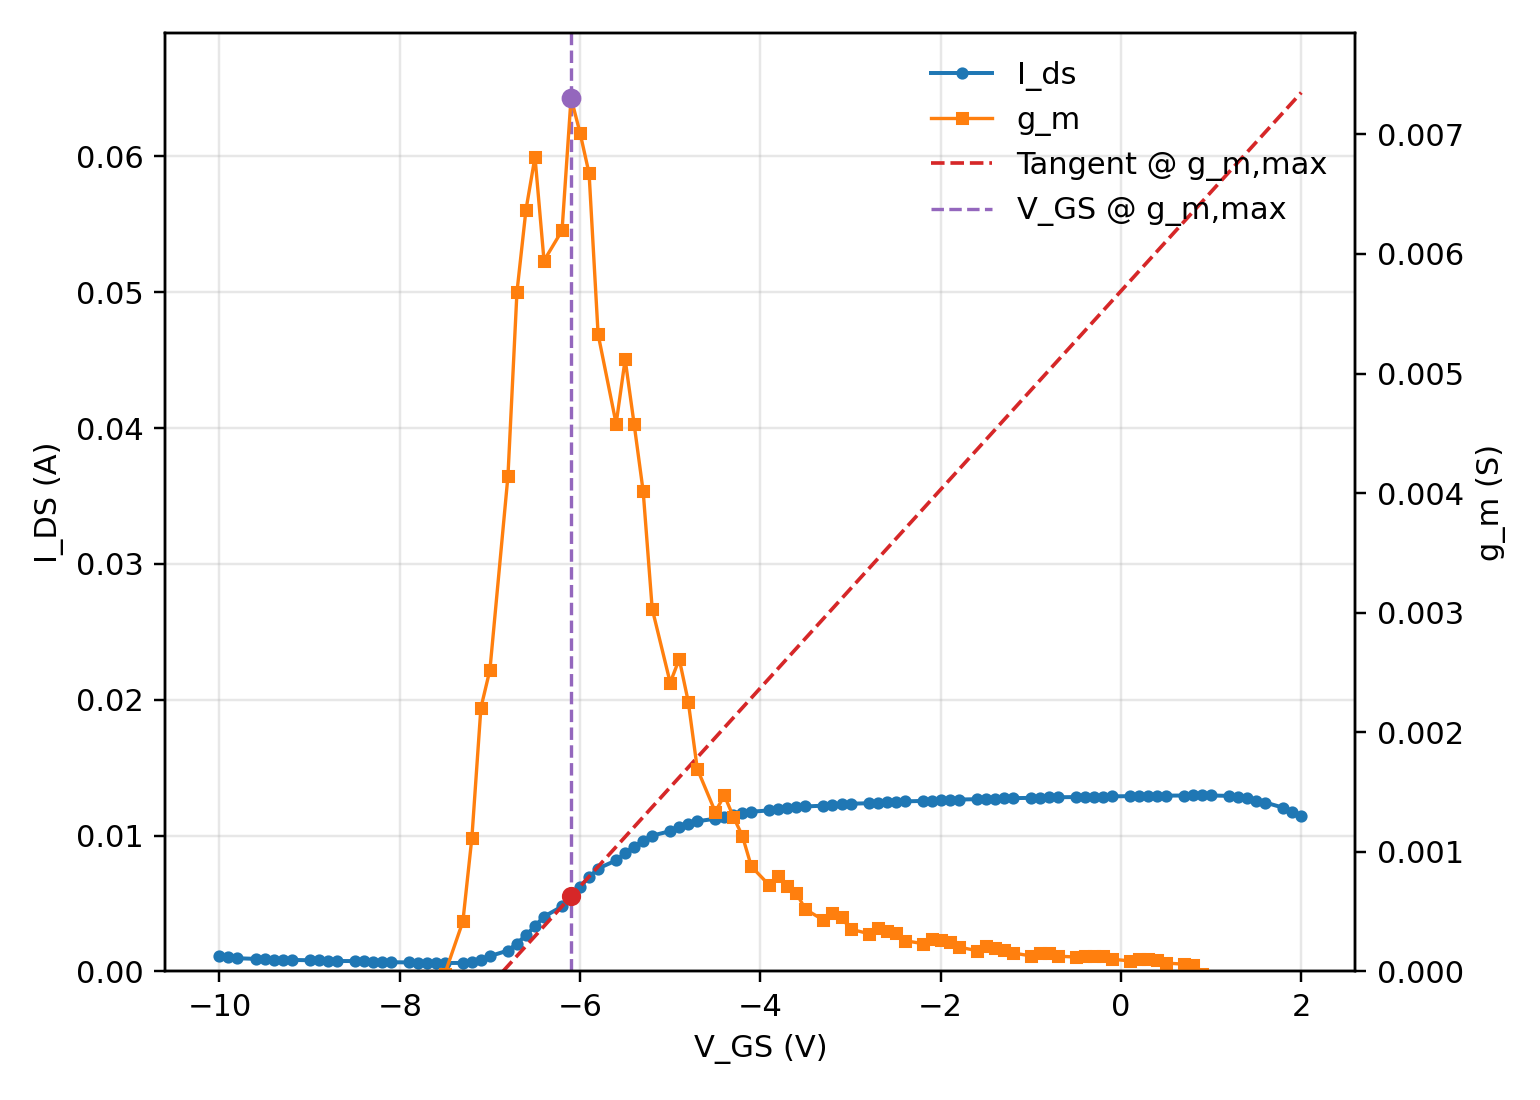 I_ds
g_m
Tangent @ g_m,max
V_GS @ g_m,max
0.06
0.05
0.04
0.03
0.02
0.01
0.00
I_DS (A)
0.007
0.006
0.005
0.004
0.003
0.002
0.001
0.000
g_m (S)
−10 −8 −6 −4 −2 0 2
V_GS (V)